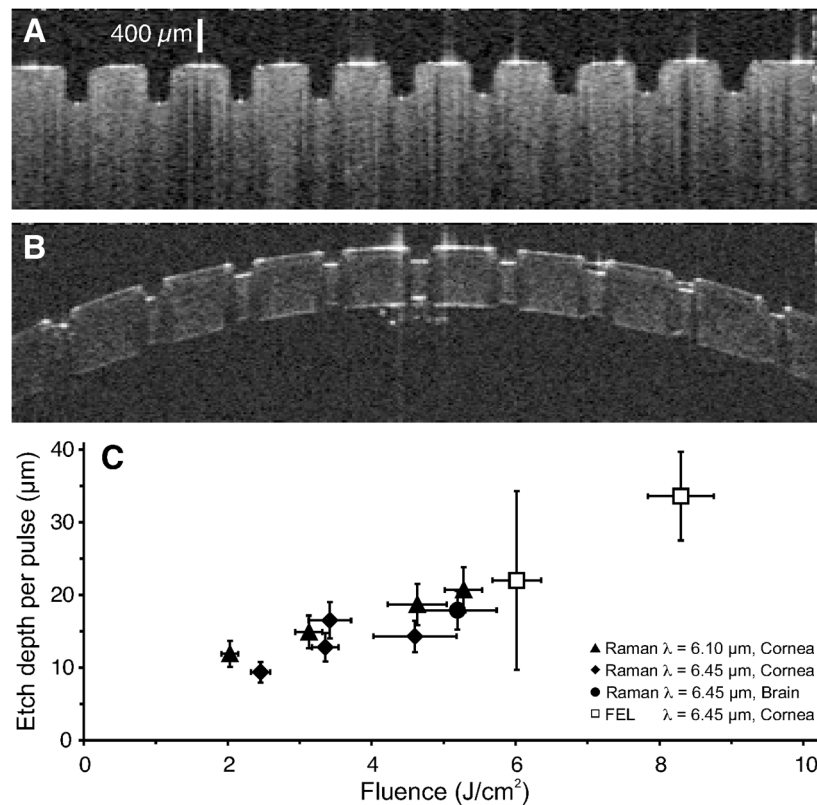 A
400 µm
B
C
Etch depth per pulse (µm)
40
30
20
10
0
▲ Raman λ = 6.10 µm, Cornea
◆ Raman λ = 6.45 µm, Cornea
● Raman λ = 6.45 µm, Brain
□ FEL λ = 6.45 µm, Cornea
0 2 4 6 8 10
Fluence (J/cm²)